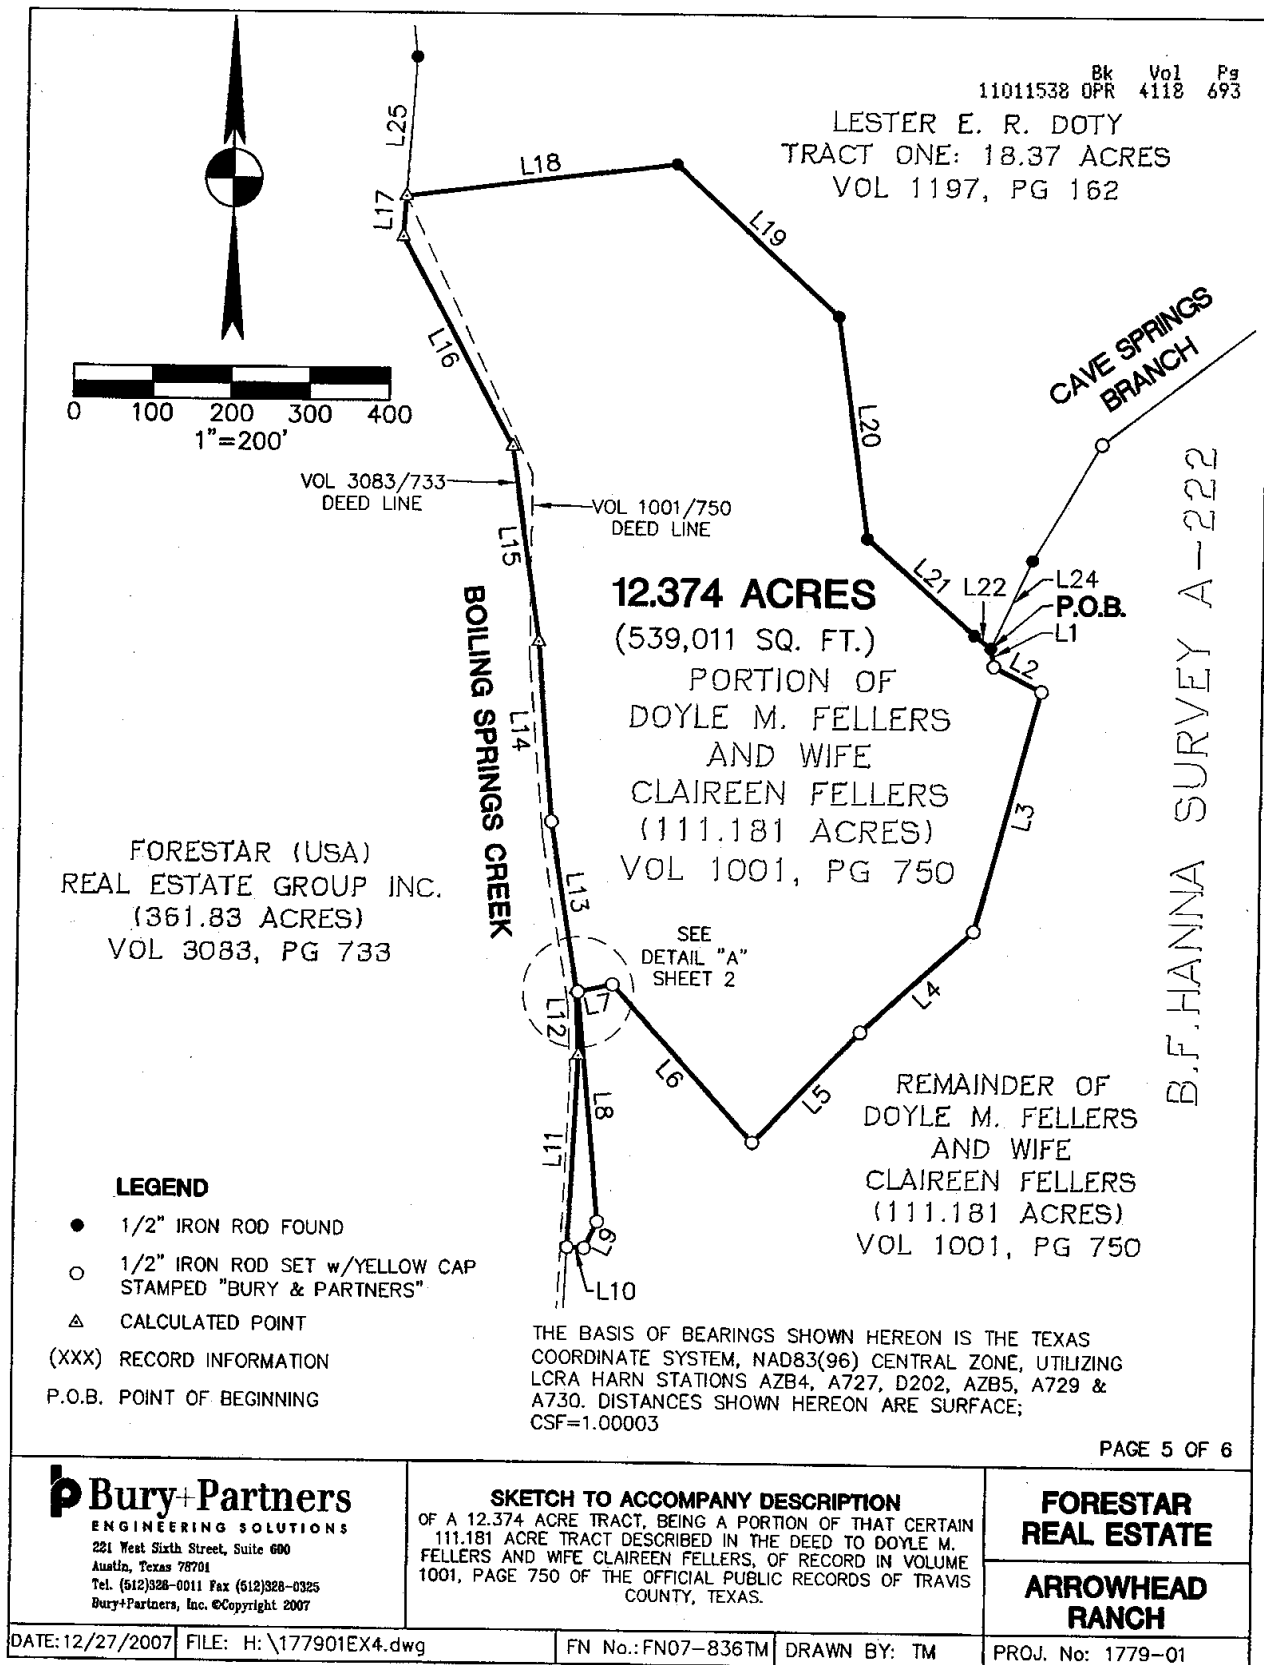 Bk Vol Pg
11011538 OPR 4118 693
LESTER E. R. DOTY
TRACT ONE: 18.37 ACRES
VOL 1197, PG 162
L25
L18
L17
L19
L16
CAVE SPRINGS
BRANCH
0 100 200 300 400
1"=200'
L20
VOL 3083/733
DEED LINE
VOL 1001/750
DEED LINE
L15
L21
L22
L24
P.O.B.
L1
L2
12.374 ACRES
(539,011 SQ. FT.)
PORTION OF
DOYLE M. FELLERS
AND WIFE
CLAIREEN FELLERS
(111.181 ACRES)
VOL 1001, PG 750
B.F.HANNA SURVEY A-222
BOILING SPRINGS CREEK
L14
L3
FORESTAR (USA)
REAL ESTATE GROUP INC.
(361.83 ACRES)
VOL 3083, PG 733
L13
SEE
DETAIL "A"
SHEET 2
L7
L12
L4
L6
L5
L8
L11
L9
L10
REMAINDER OF
DOYLE M. FELLERS
AND WIFE
CLAIREEN FELLERS
(111.181 ACRES)
VOL 1001, PG 750
LEGEND
1/2" IRON ROD FOUND
1/2" IRON ROD SET w/YELLOW CAP
STAMPED "BURY & PARTNERS"
CALCULATED POINT
(XXX) RECORD INFORMATION
P.O.B. POINT OF BEGINNING
THE BASIS OF BEARINGS SHOWN HEREON IS THE TEXAS
COORDINATE SYSTEM, NAD83(96) CENTRAL ZONE, UTILIZING
LCRA HARN STATIONS AZB4, A727, D202, AZB5, A729 &
A730. DISTANCES SHOWN HEREON ARE SURFACE;
CSF=1.00003
PAGE 5 OF 6
Bury+Partners
ENGINEERING SOLUTIONS
221 West Sixth Street, Suite 600
Austin, Texas 78701
Tel. (512)328-0011 Fax (512)328-0325
Bury+Partners, Inc. ©Copyright 2007
SKETCH TO ACCOMPANY DESCRIPTION
OF A 12.374 ACRE TRACT, BEING A PORTION OF THAT CERTAIN
111.181 ACRE TRACT DESCRIBED IN THE DEED TO DOYLE M.
FELLERS AND WIFE CLAIREEN FELLERS, OF RECORD IN VOLUME
1001, PAGE 750 OF THE OFFICIAL PUBLIC RECORDS OF TRAVIS
COUNTY, TEXAS.
FORESTAR
REAL ESTATE
ARROWHEAD
RANCH
DATE: 12/27/2007 FILE: H:\177901EX4.dwg FN No.: FN07-836TM DRAWN BY: TM PROJ. No: 1779-01